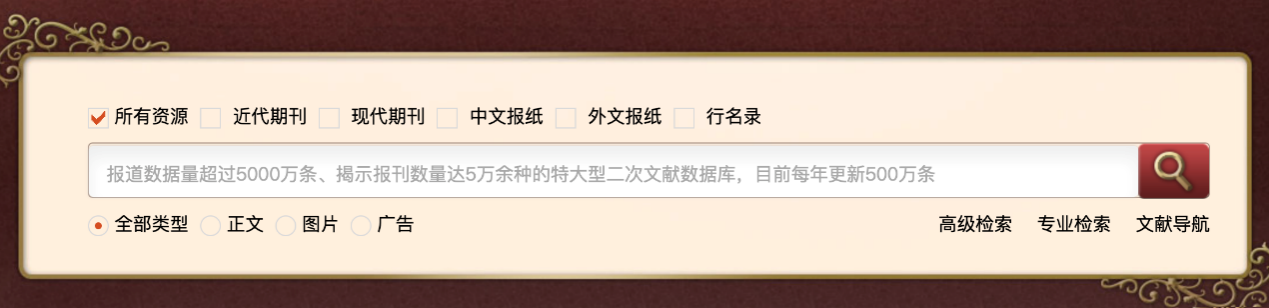 所有资源 近代期刊 现代期刊 中文报纸 外文报纸 行名录
报道数据量超过5000万条、揭示报刊数量达5万余种的特大型二次文献数据库，目前每年更新500万条
全部类型 正文 图片 广告 高级检索 专业检索 文献导航